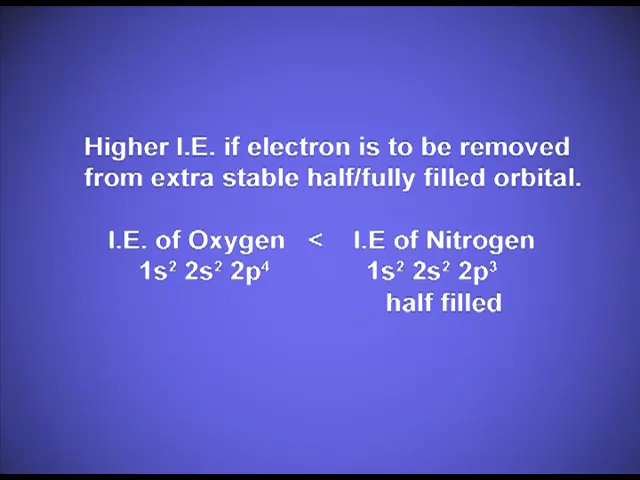 Higher I.E. if electron is to be removed
from extra stable half/fully filled orbital.
I.E. of Oxygen < I.E of Nitrogen
1s² 2s² 2p⁴ 1s² 2s² 2p³
half filled